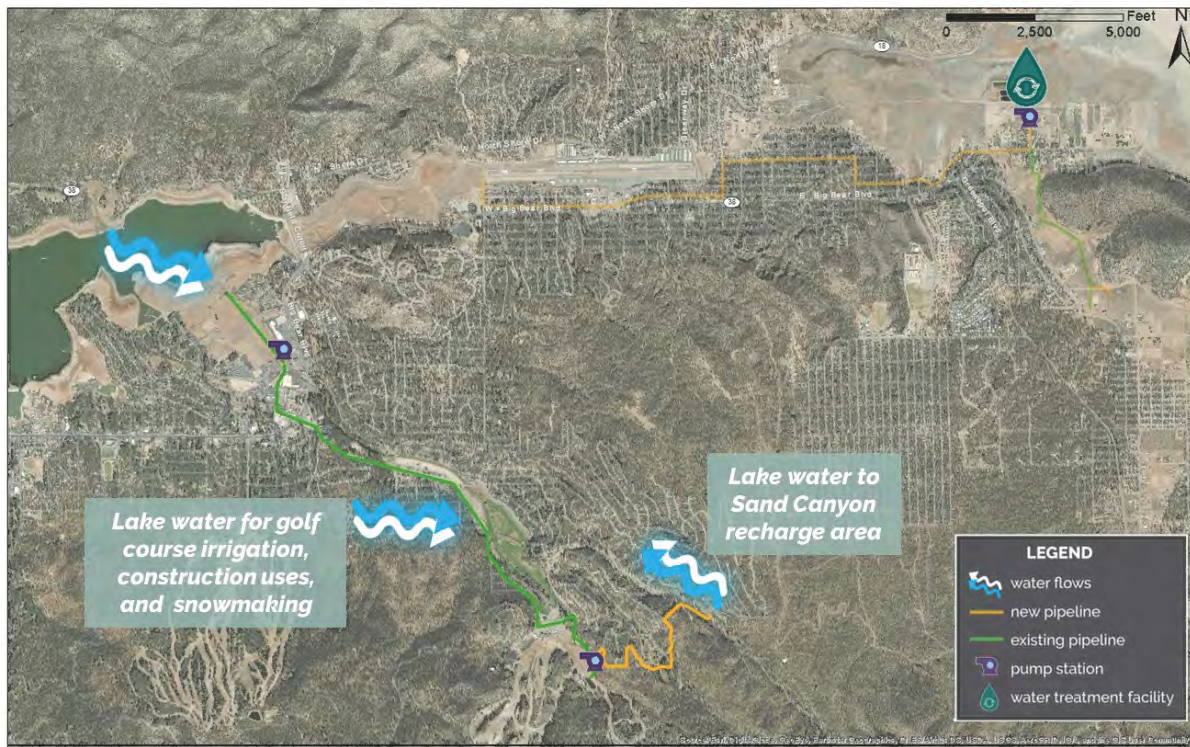 Feet
0 2,500 5,000
N
18
38
W North Shore Dr
W Big Bear Blvd
38
E Big Bear Blvd
Lake water for golf
course irrigation,
construction uses,
and snowmaking
Lake water to
Sand Canyon
recharge area
LEGEND
water flows
new pipeline
existing pipeline
pump station
water treatment facility